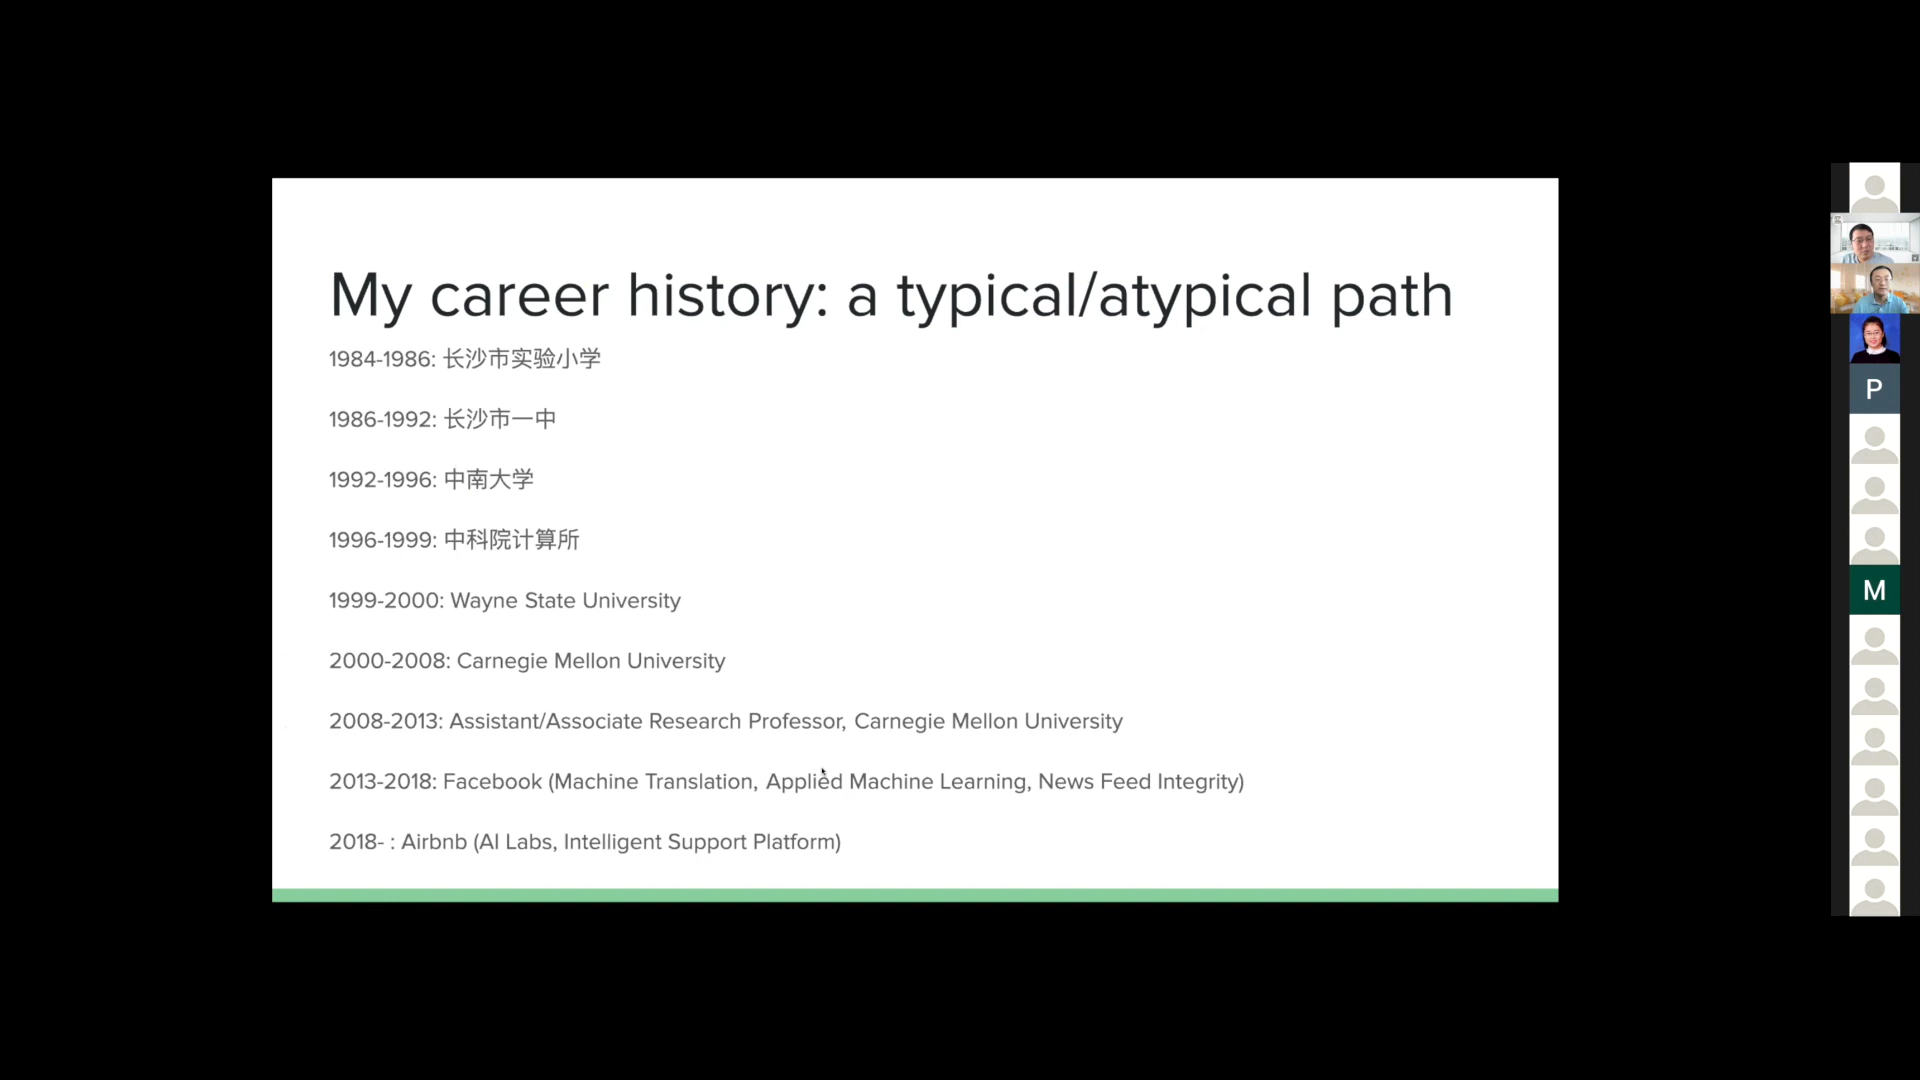 My career history: a typical/atypical path
1984-1986: 长沙市实验小学
1986-1992: 长沙市一中
1992-1996: 中南大学
1996-1999: 中科院计算所
1999-2000: Wayne State University
2000-2008: Carnegie Mellon University
2008-2013: Assistant/Associate Research Professor, Carnegie Mellon University
2013-2018: Facebook (Machine Translation, Applied Machine Learning, News Feed Integrity)
2018- : Airbnb (AI Labs, Intelligent Support Platform)
P
M